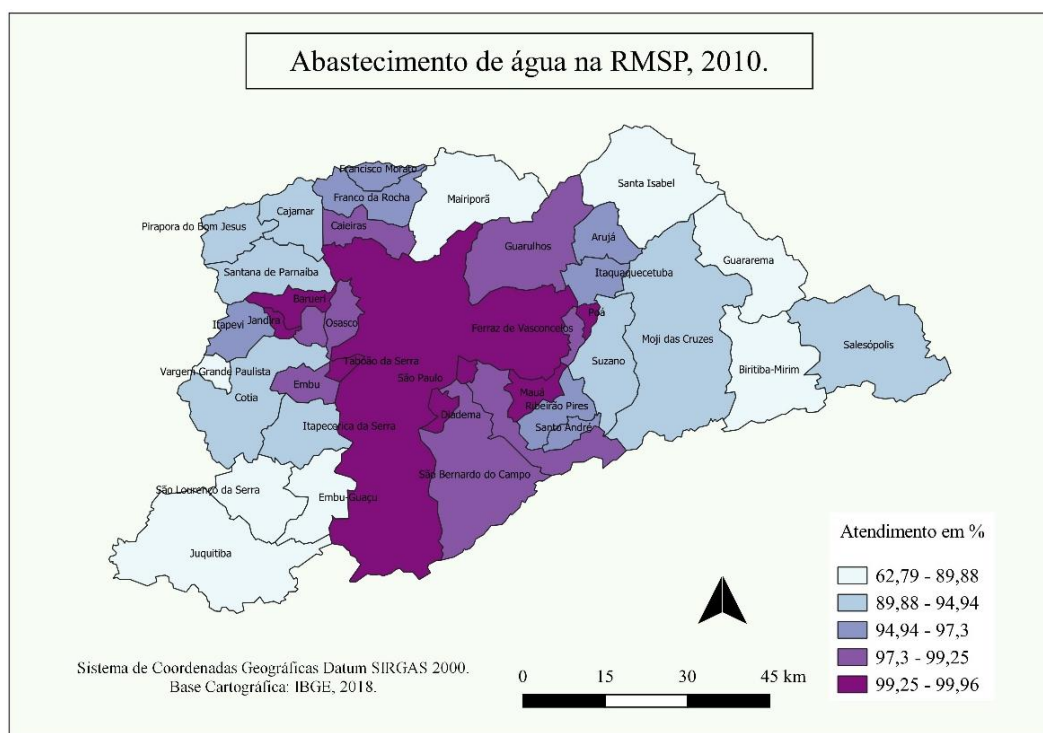 Abastecimento de água na RMSP, 2010.
Francisco Morato
Santa Isabel
Franco da Rocha
Mairiporã
Cajamar
Pirapora do Bom Jesus
Caieiras
Arujá
Guarulhos
Guararema
Santana de Parnaíba
Itaquaquecetuba
Barueri
Poá
Itapevi
Jandira
Osasco
Ferraz de Vasconcelos
Moji das Cruzes
Salesópolis
Taboão da Serra
Suzano
Vargem Grande Paulista
São Paulo
Biritiba-Mirim
Embu
Mauá
Cotia
Ribeirão Pires
Diadema
Itapecerica da Serra
Santo André
São Bernardo do Campo
São Lourenço da Serra
Embu-Guaçu
Juquitiba
Atendimento em %
62,79 - 89,88
89,88 - 94,94
94,94 - 97,3
97,3 - 99,25
99,25 - 99,96
Sistema de Coordenadas Geográficas Datum SIRGAS 2000.
Base Cartográfica: IBGE, 2018.
0 15 30 45 km